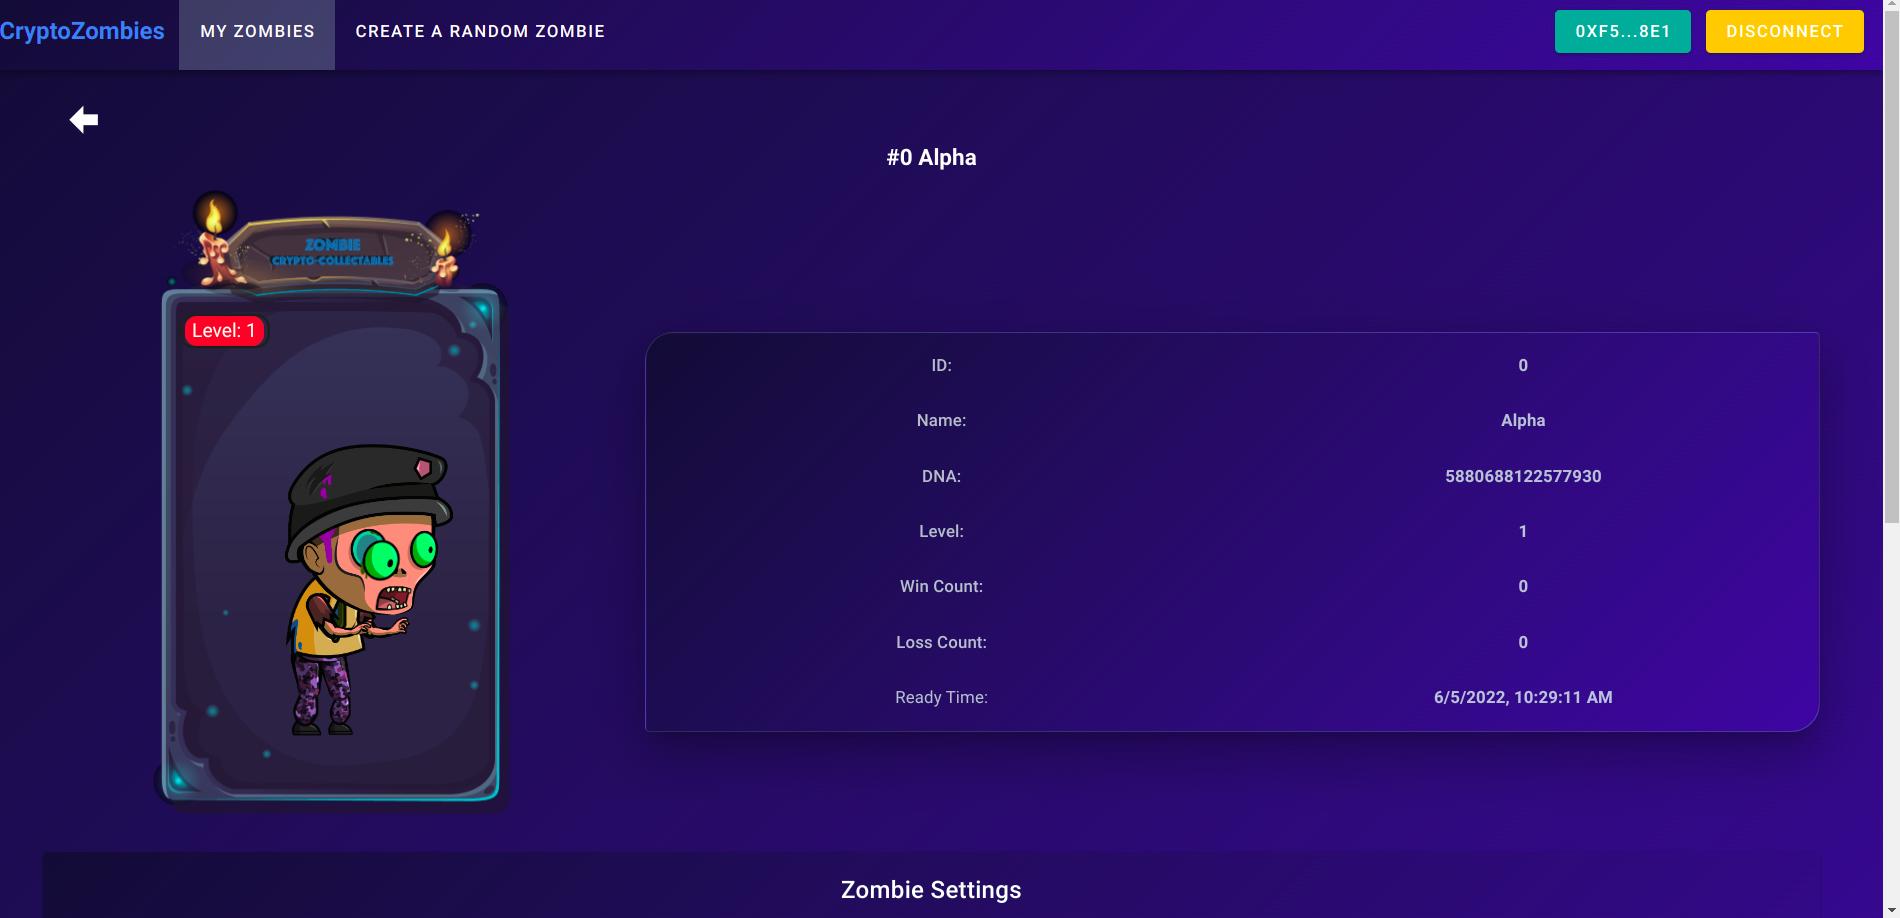 CryptoZombies
MY ZOMBIES
CREATE A RANDOM ZOMBIE
0XF5...8E1
DISCONNECT
#0 Alpha
ZOMBIE
CRYPTO-COLLECTABLES
Level: 1
ID: 0
Name: Alpha
DNA: 5880688122577930
Level: 1
Win Count: 0
Loss Count: 0
Ready Time: 6/5/2022, 10:29:11 AM
Zombie Settings